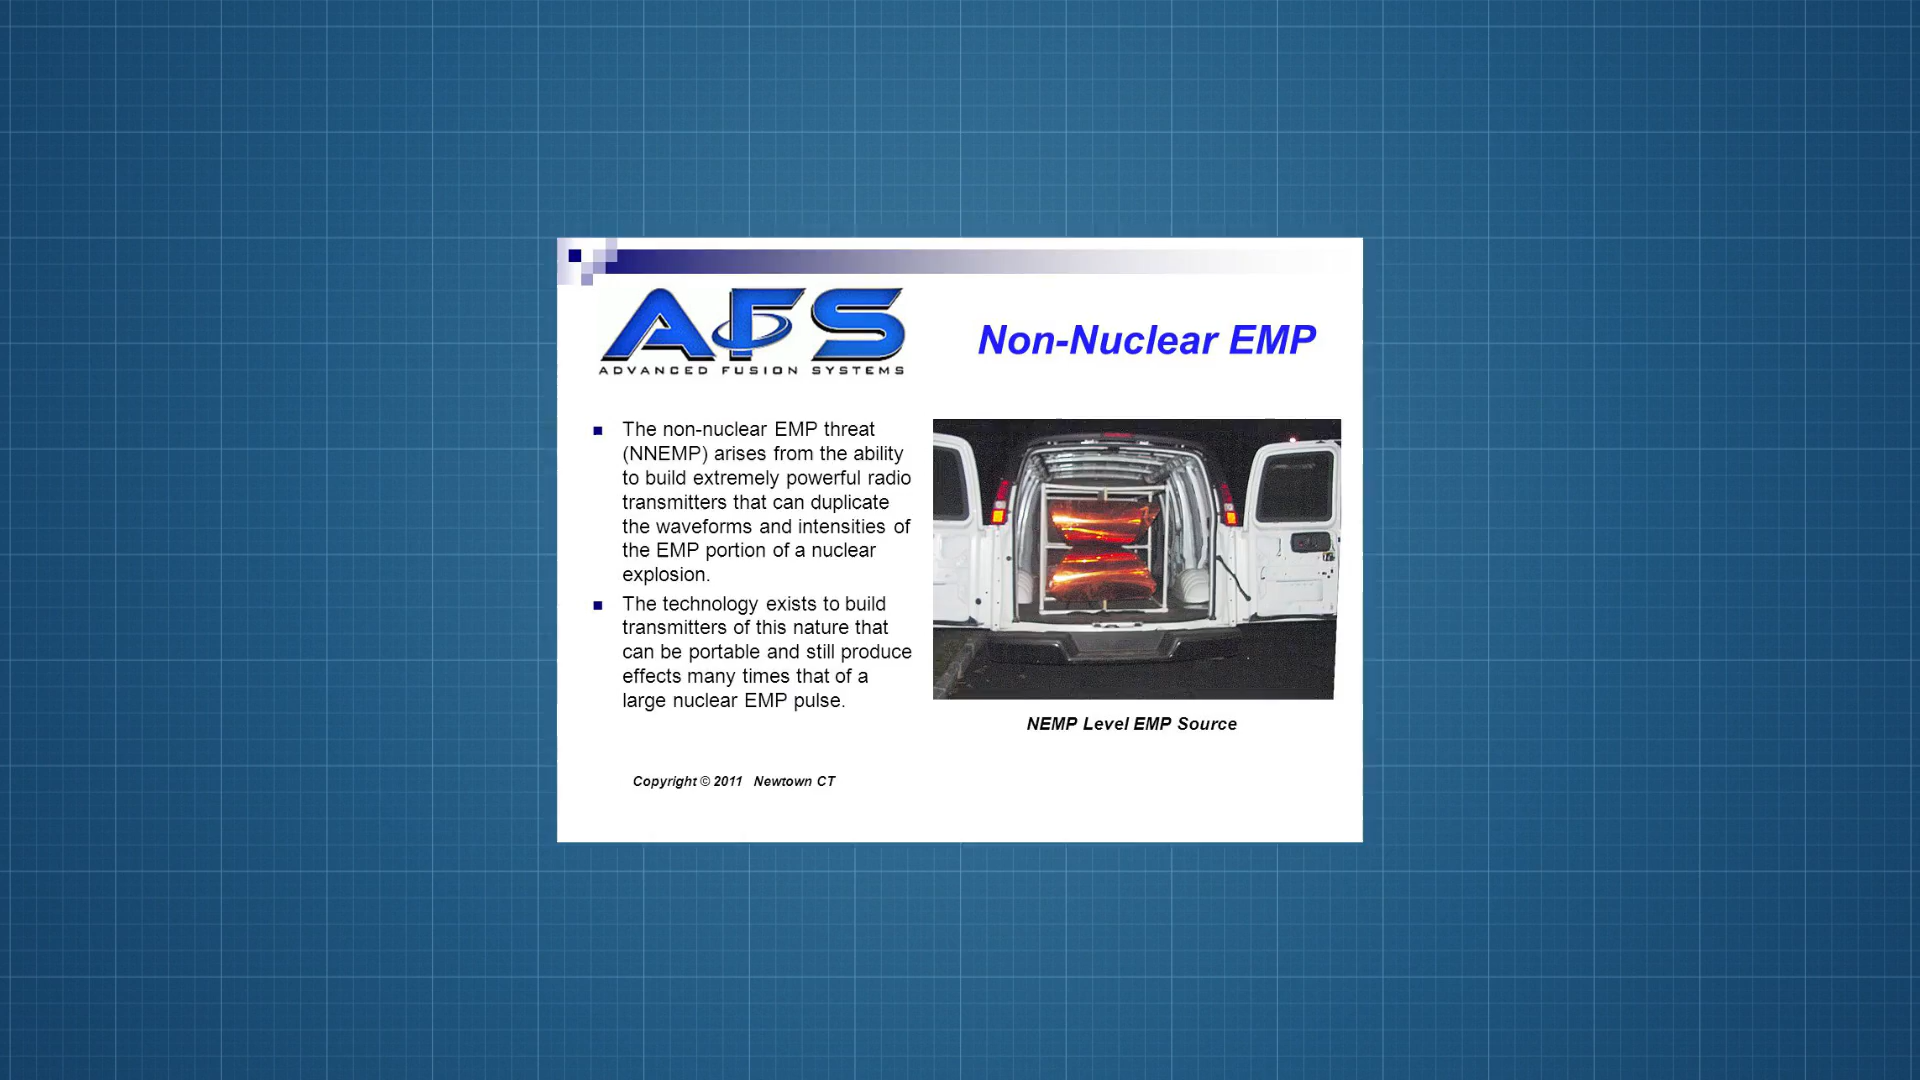 AFS
ADVANCED FUSION SYSTEMS
Non-Nuclear EMP
The non-nuclear EMP threat
(NNEMP) arises from the ability
to build extremely powerful radio
transmitters that can duplicate
the waveforms and intensities of
the EMP portion of a nuclear
explosion.
The technology exists to build
transmitters of this nature that
can be portable and still produce
effects many times that of a
large nuclear EMP pulse.
NEMP Level EMP Source
Copyright © 2011 Newtown CT